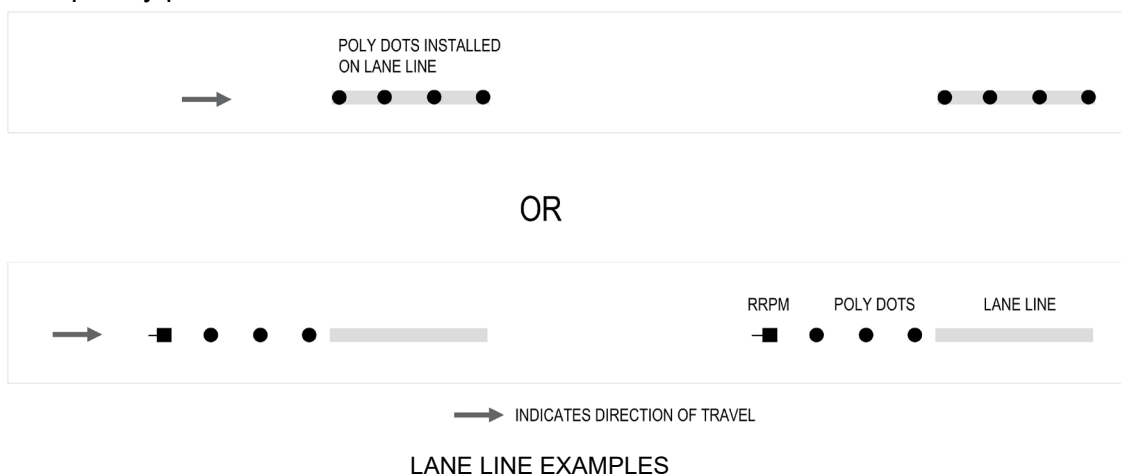 POLY DOTS INSTALLED
ON LANE LINE
OR
RRPM POLY DOTS LANE LINE
INDICATES DIRECTION OF TRAVEL
LANE LINE EXAMPLES